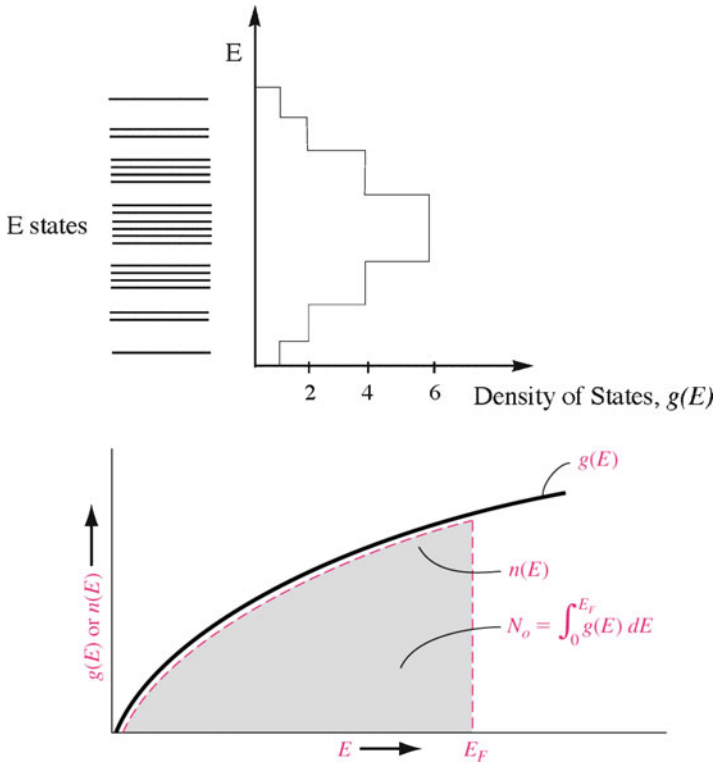 E
E states
2 4 6 Density of States, g(E)
g(E)
g(E) or n(E)
n(E)
N_o = ∫_0^{E_F} g(E) dE
E
E_F